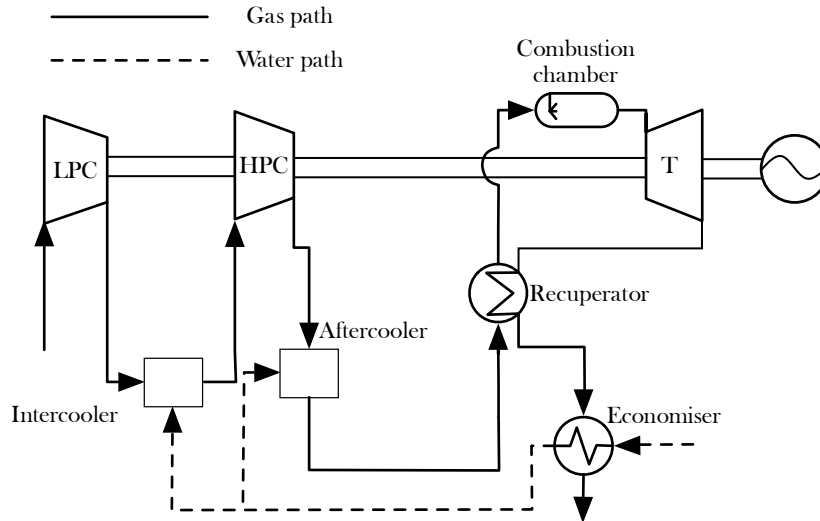 Gas path
Water path
Combustion
chamber
LPC
HPC
T
Recuperator
Aftercooler
Intercooler
Economiser